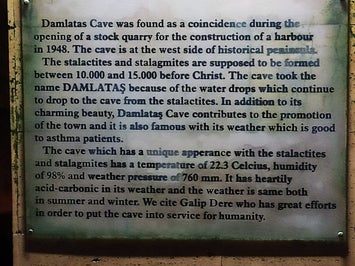 Damlatas Cave was found as a coincidence during the
opening of a stock quarry for the construction of a harbour
in 1948. The cave is at the west side of historical peninsula.
The stalactites and stalagmites are supposed to be formed
between 10.000 and 15.000 before Christ. The cave took the
name DAMLATAŞ because of the water drops which continue
to drop to the cave from the stalactites. In addition to its
charming beauty, Damlataş Cave contributes to the promotion
of the town and it is also famous with its weather which is good
to asthma patients.
The cave which has a unique apperance with the stalactites
and stalagmites has a temperature of 22.3 Celcius, humidity
of 98% and weather pressure of 760 mm. It has heartily
acid-carbonic in its weather and the weather is same both
in summer and winter. We cite Galip Dere who has great efforts
in order to put the cave into service for humanity.